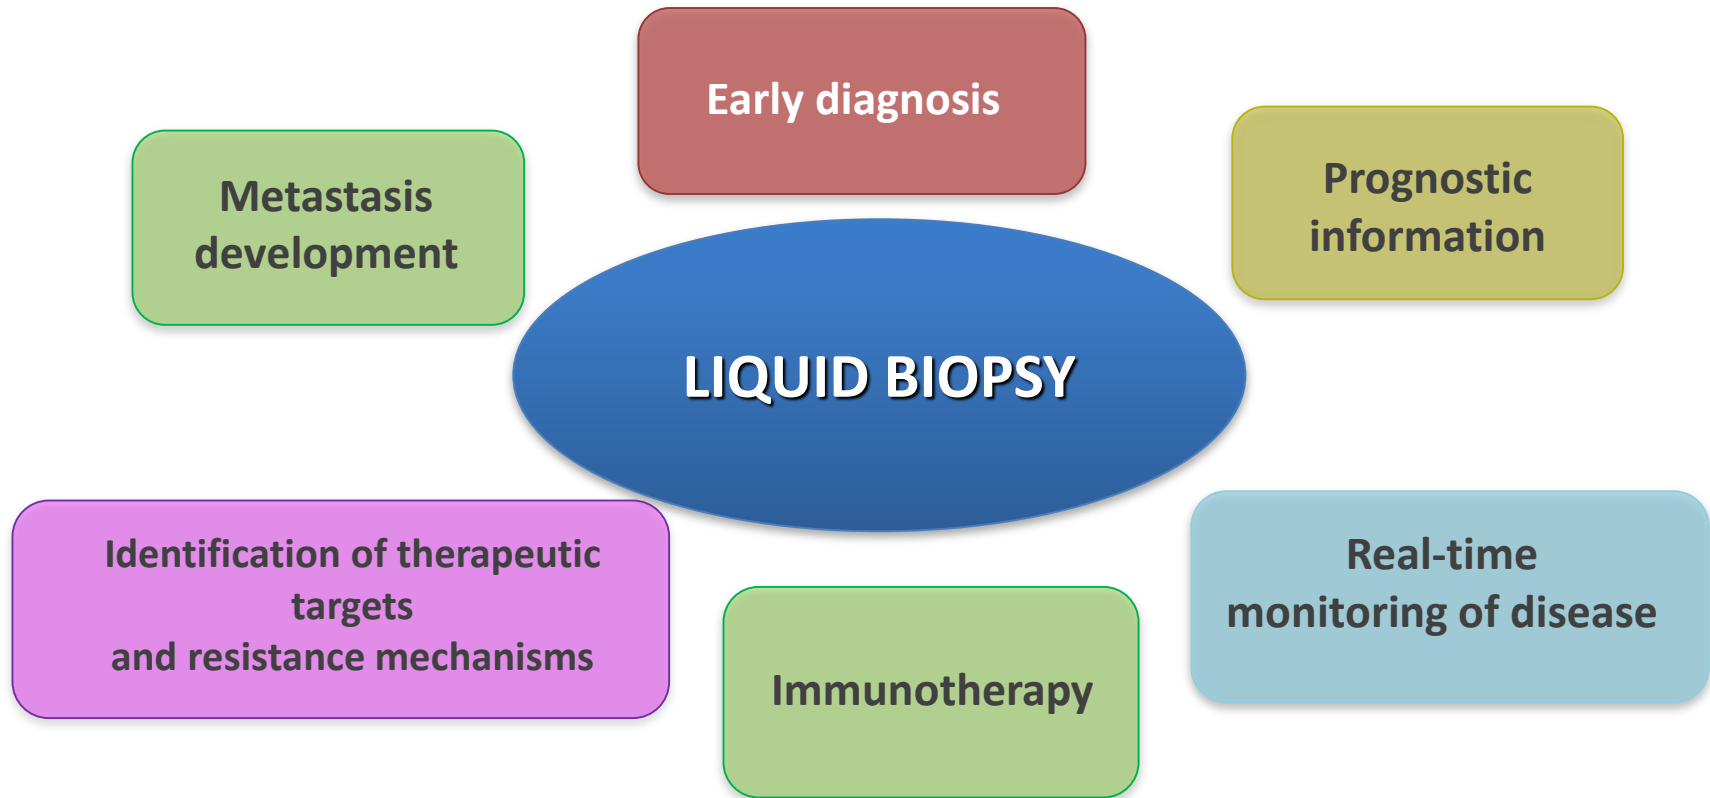 Early diagnosis
Metastasis
development
Prognostic
information
LIQUID BIOPSY
Identification of therapeutic
targets
and resistance mechanisms
Real-time
monitoring of disease
Immunotherapy